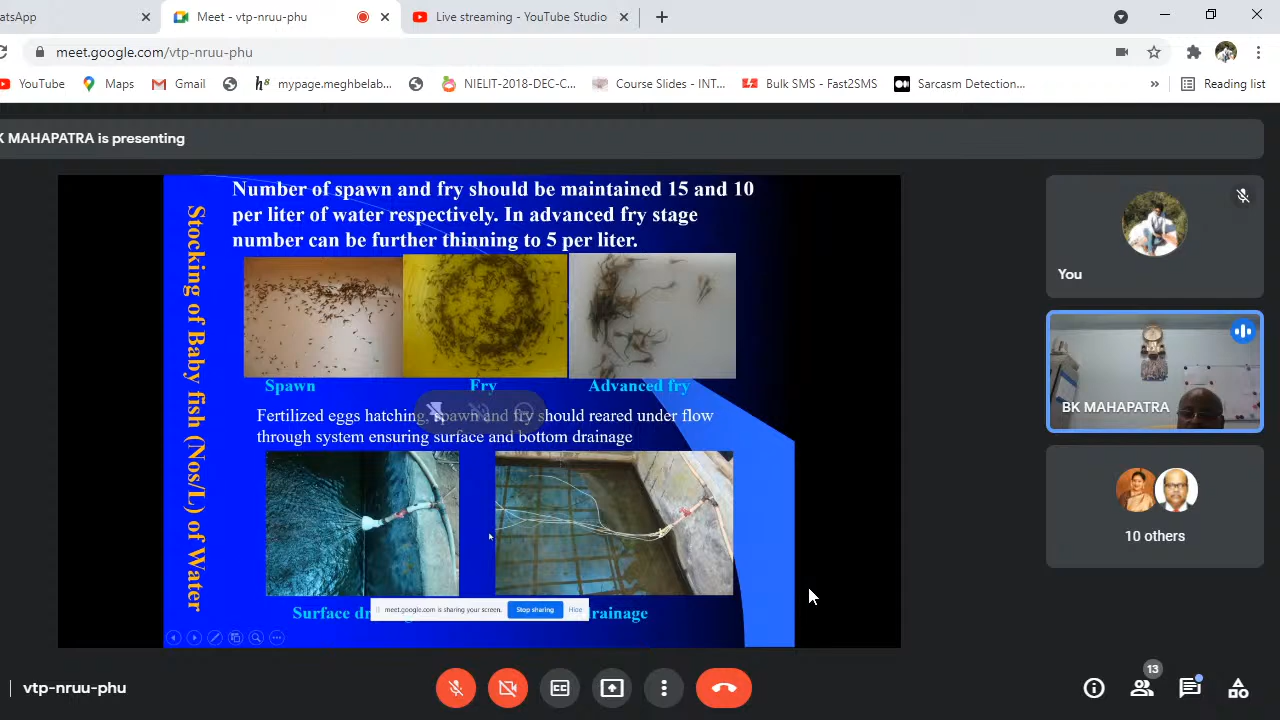 atsApp
Meet - vtp-nruu-phu
Live streaming - YouTube Studio
meet.google.com/vtp-nruu-phu
YouTube
Maps
Gmail
mypage.meghbelab...
NIELIT-2018-DEC-C...
Course Slides - INT...
Bulk SMS - Fast2SMS
Sarcasm Detection...
»
Reading list
K MAHAPATRA is presenting
Stocking of Baby fish (Nos/L) of Water
Number of spawn and fry should be maintained 15 and 10
per liter of water respectively. In advanced fry stage
number can be further thinning to 5 per liter.
Spawn
Fry
Advanced fry
Fertilized eggs hatching, spawn and fry should reared under flow
through system ensuring surface and bottom drainage
Surface dr
rainage
meet.google.com is sharing your screen.
Stop sharing
Hide
You
BK MAHAPATRA
10 others
vtp-nruu-phu
CC
13